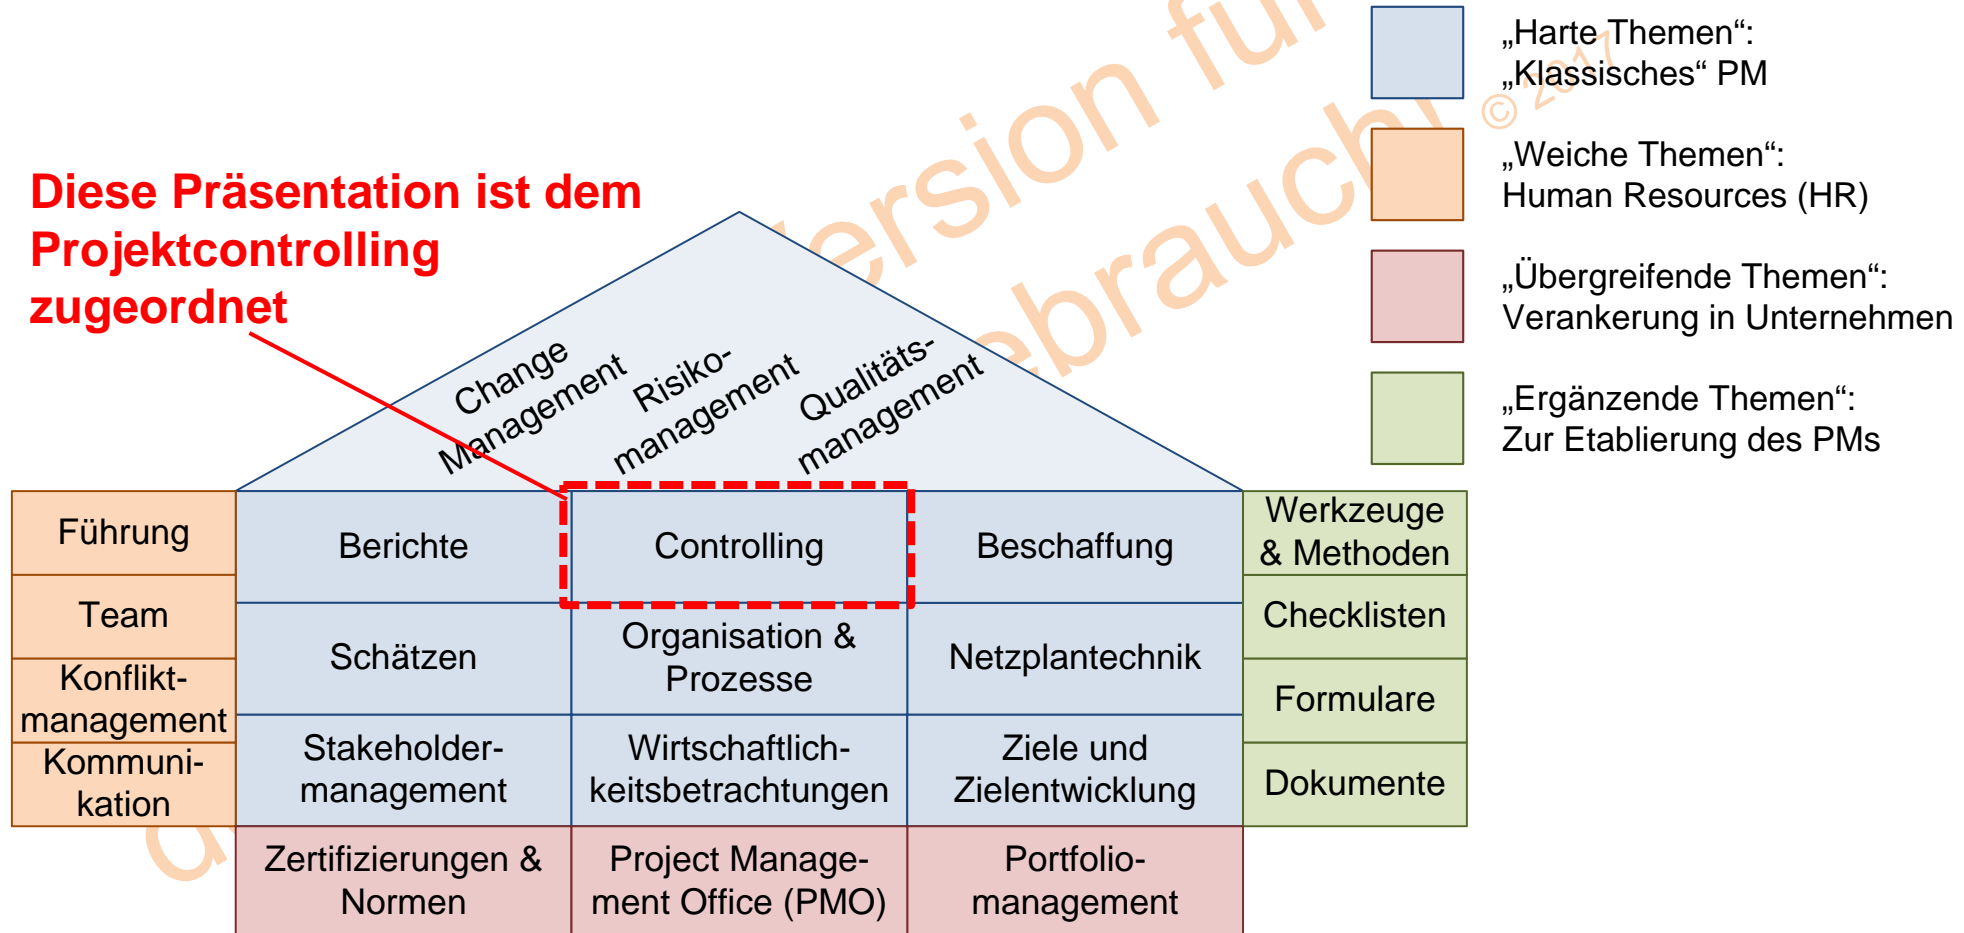 „Harte Themen“:
„Klassisches“ PM
„Weiche Themen“:
Human Resources (HR)
„Übergreifende Themen“:
Verankerung in Unternehmen
„Ergänzende Themen“:
Zur Etablierung des PMs
© 2017
Diese Präsentation ist dem
Projektcontrolling
zugeordnet
Change
Management
Risiko-
management
Qualitäts-
management
Führung
Team
Konflikt-
management
Kommuni-
kation
Berichte
Controlling
Beschaffung
Schätzen
Organisation &
Prozesse
Netzplantechnik
Stakeholder-
management
Wirtschaftlich-
keitsbetrachtungen
Ziele und
Zielentwicklung
Zertifizierungen &
Normen
Project Manage-
ment Office (PMO)
Portfolio-
management
Werkzeuge
& Methoden
Checklisten
Formulare
Dokumente